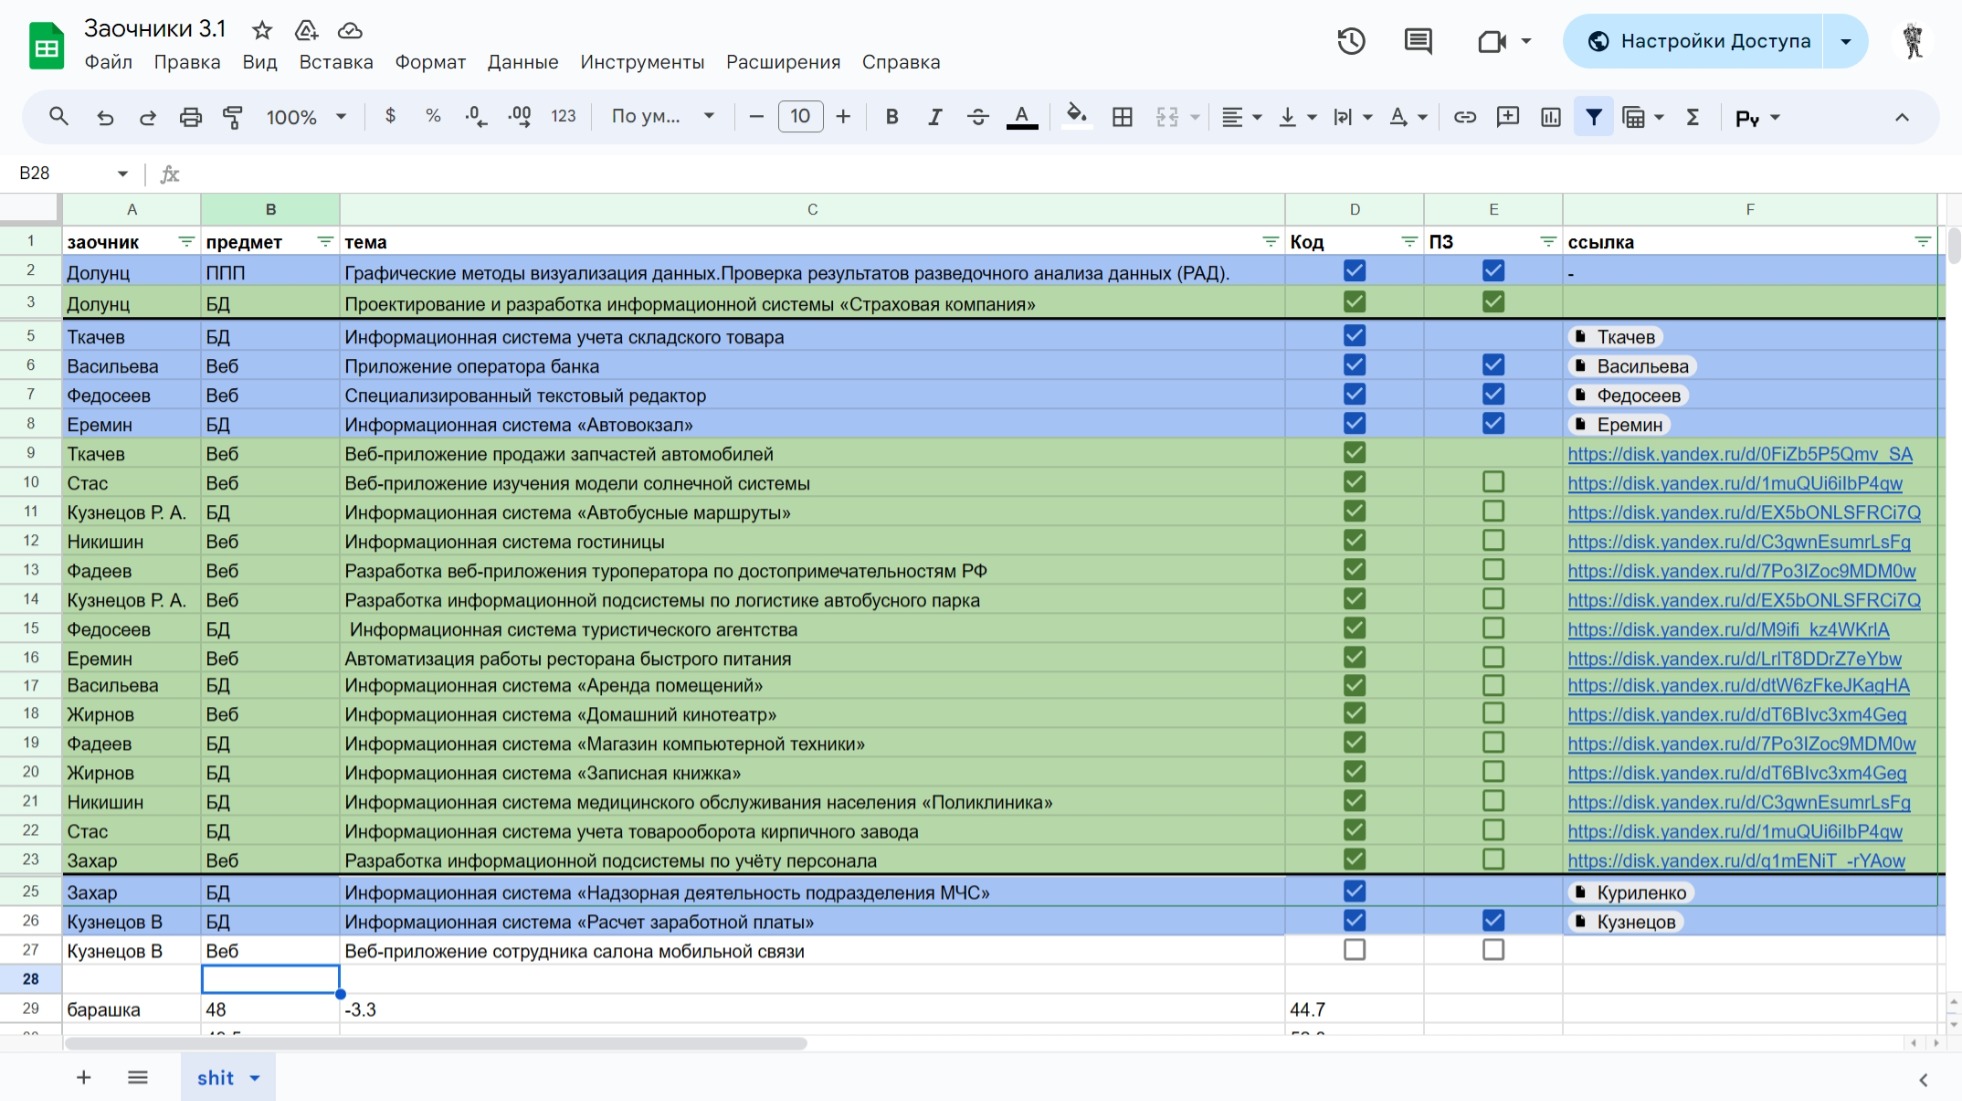 Заочники 3.1
Файл Правка Вид Вставка Формат Данные Инструменты Расширения Справка
Настройки Доступа
100% $ % .0 .00 123 По ум... 10 B I A Σ
B28 fx
A B C D E F
1 заочник предмет тема Код ПЗ ссылка
2 Долунц ППП Графические методы визуализация данных.Проверка результатов разведочного анализа данных (РАД). -
3 Долунц БД Проектирование и разработка информационной системы «Страховая компания»
5 Ткачев БД Информационная система учета складского товара Ткачев
6 Васильева Веб Приложение оператора банка Васильева
7 Федосеев Веб Специализированный текстовый редактор Федосеев
8 Еремин БД Информационная система «Автовокзал» Еремин
9 Ткачев Веб Веб-приложение продажи запчастей автомобилей https://disk.yandex.ru/d/0FiZb5P5Qmv_SA
10 Стас Веб Веб-приложение изучения модели солнечной системы https://disk.yandex.ru/d/1muQUi6iIbP4qw
11 Кузнецов Р. А. БД Информационная система «Автобусные маршруты» https://disk.yandex.ru/d/EX5bONLSFRCi7Q
12 Никишин Веб Информационная система гостиницы https://disk.yandex.ru/d/C3gwnEsumrLsFg
13 Фадеев Веб Разработка веб-приложения туроператора по достопримечательностям РФ https://disk.yandex.ru/d/7Po3IZoc9MDM0w
14 Кузнецов Р. А. Веб Разработка информационной подсистемы по логистике автобусного парка https://disk.yandex.ru/d/EX5bONLSFRCi7Q
15 Федосеев БД Информационная система туристического агентства https://disk.yandex.ru/d/M9ifi_kz4WKrlA
16 Еремин Веб Автоматизация работы ресторана быстрого питания https://disk.yandex.ru/d/LrlT8DDrZ7eYbw
17 Васильева БД Информационная система «Аренда помещений» https://disk.yandex.ru/d/dtW6zFkeJKagHA
18 Жирнов Веб Информационная система «Домашний кинотеатр» https://disk.yandex.ru/d/dT6BIvc3xm4Geg
19 Фадеев БД Информационная система «Магазин компьютерной техники» https://disk.yandex.ru/d/7Po3IZoc9MDM0w
20 Жирнов БД Информационная система «Записная книжка» https://disk.yandex.ru/d/dT6BIvc3xm4Geg
21 Никишин БД Информационная система медицинского обслуживания населения «Поликлиника» https://disk.yandex.ru/d/C3gwnEsumrLsFg
22 Стас БД Информационная система учета товарооборота кирпичного завода https://disk.yandex.ru/d/1muQUi6iIbP4qw
23 Захар Веб Разработка информационной подсистемы по учёту персонала https://disk.yandex.ru/d/q1mENiT_-rYAow
25 Захар БД Информационная система «Надзорная деятельность подразделения МЧС» Куриленко
26 Кузнецов В БД Информационная система «Расчет заработной платы» Кузнецов
27 Кузнецов В Веб Веб-приложение сотрудника салона мобильной связи
28
29 барашка 48 -3.3 44.7
shit